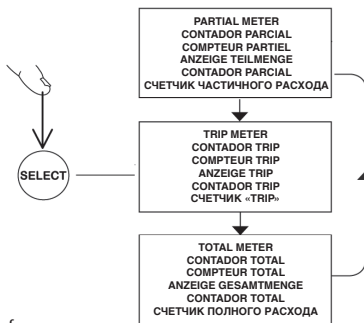 PARTIAL METER
CONTADOR PARCIAL
COMPTEUR PARTIEL
ANZEIGE TEILMENGE
CONTADOR PARCIAL
СЧЕТЧИК ЧАСТИЧНОГО РАСХОДА
SELECT
TRIP METER
CONTADOR TRIP
COMPTEUR TRIP
ANZEIGE TRIP
CONTADOR TRIP
СЧЕТЧИК «TRIP»
TOTAL METER
CONTADOR TOTAL
COMPTEUR TOTAL
ANZEIGE GESAMTMENGE
CONTADOR TOTAL
СЧЕТЧИК ПОЛНОГО РАСХОДА